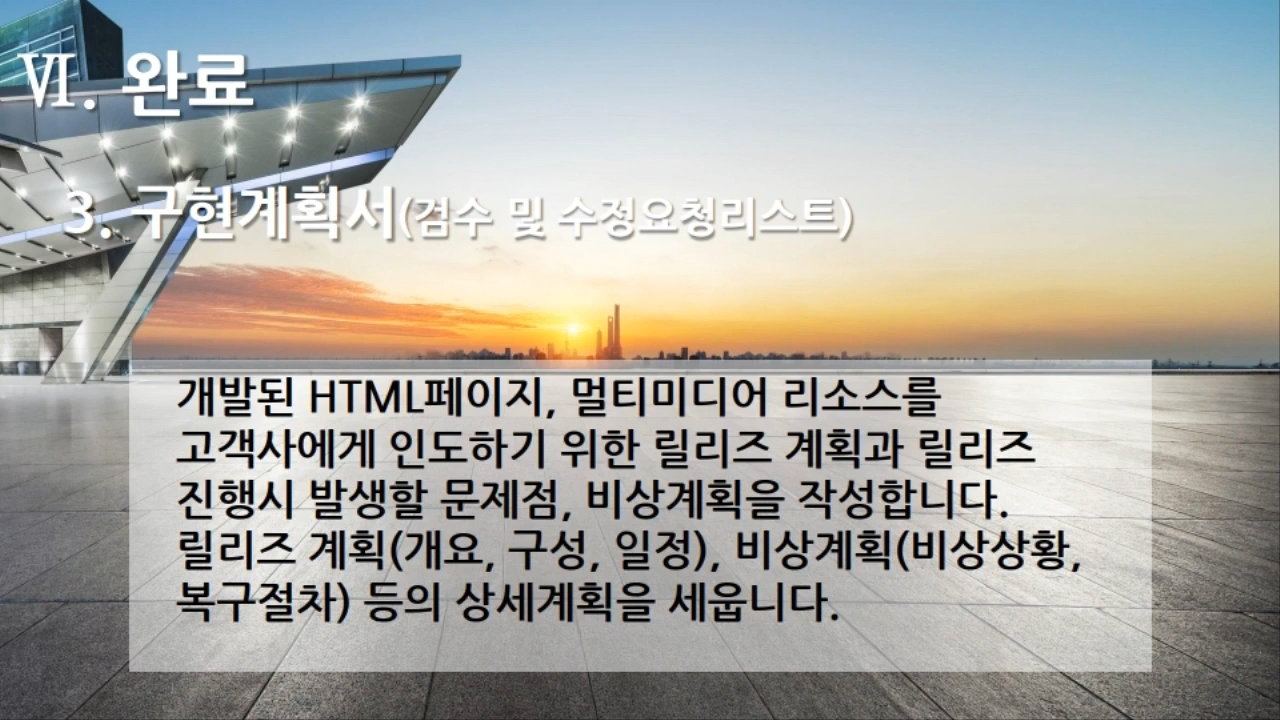 Ⅵ. 완료
3. 구현계획서(검수 및 수정요청리스트)
개발된 HTML페이지, 멀티미디어 리소스를
고객사에게 인도하기 위한 릴리즈 계획과 릴리즈
진행시 발생할 문제점, 비상계획을 작성합니다.
릴리즈 계획(개요, 구성, 일정), 비상계획(비상상황,
복구절차) 등의 상세계획을 세웁니다.